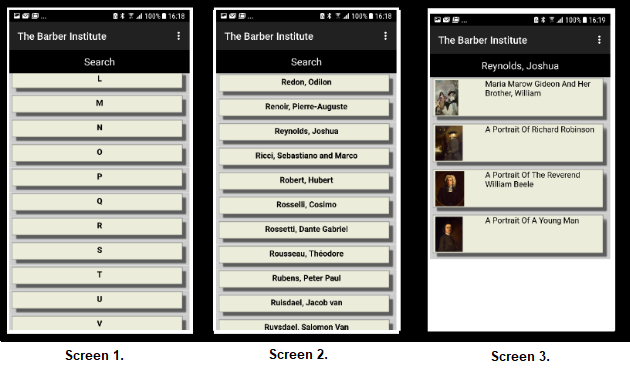 ... 100% 16:18
The Barber Institute
Search
L
M
N
O
P
Q
R
S
T
U
V
Screen 1.
... 100% 16:18
The Barber Institute
Search
Redon, Odilon
Renoir, Pierre-Auguste
Reynolds, Joshua
Ricci, Sebastiano and Marco
Robert, Hubert
Rosselli, Cosimo
Rossetti, Dante Gabriel
Rousseau, Théodore
Rubens, Peter Paul
Ruisdael, Jacob van
Ruysdael, Salomon Van
Screen 2.
... 100% 16:19
The Barber Institute
Reynolds, Joshua
Maria Marow Gideon And Her
Brother, William
A Portrait Of Richard Robinson
A Portrait Of The Reverend
William Beele
A Portrait Of A Young Man
Screen 3.